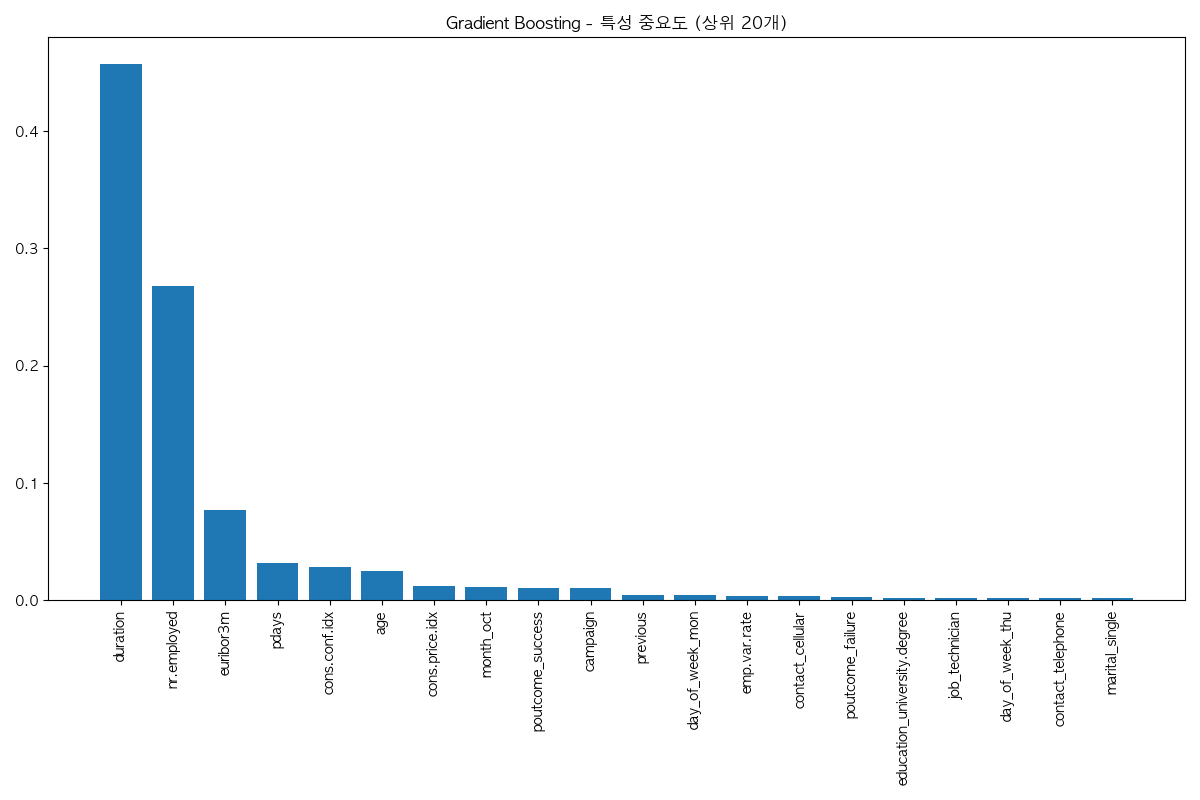 Gradient Boosting - 특성 중요도 (상위 20개)
0.4
0.3
0.2
0.1
0.0
duration
nr.employed
euribor3m
pdays
cons.conf.idx
age
cons.price.idx
month_oct
poutcome_success
campaign
previous
day_of_week_mon
emp.var.rate
contact_cellular
poutcome_failure
education_university.degree
job_technician
day_of_week_thu
contact_telephone
marital_single